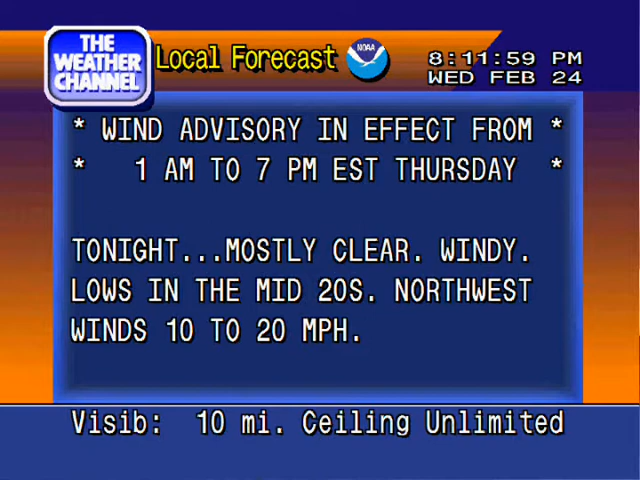 THE
WEATHER
CHANNEL
Local Forecast
NOAA
8:11:59 PM
WED FEB 24
* WIND ADVISORY IN EFFECT FROM *
* 1 AM TO 7 PM EST THURSDAY *
TONIGHT...MOSTLY CLEAR. WINDY.
LOWS IN THE MID 20S. NORTHWEST
WINDS 10 TO 20 MPH.
Visib: 10 mi. Ceiling Unlimited